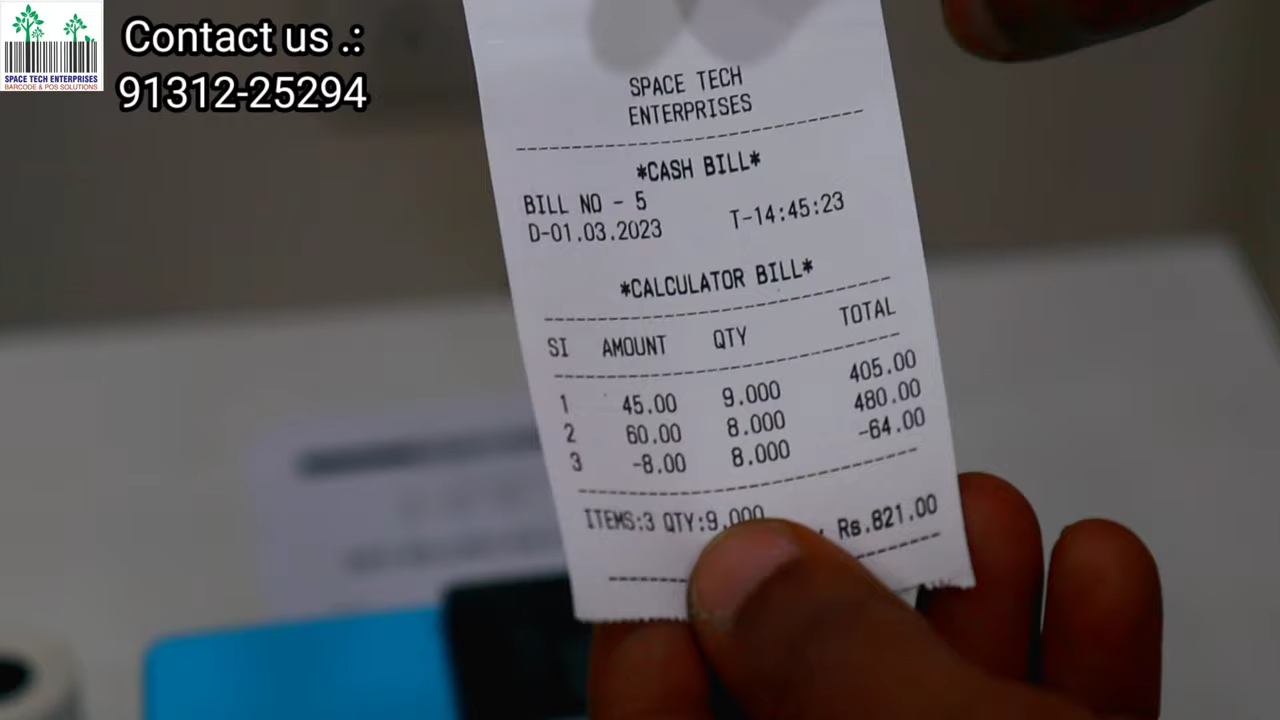 SPACE TECH ENTERPRISES
BARCODE & POS SOLUTIONS
Contact us .:
91312-25294
SPACE TECH
ENTERPRISES
*CASH BILL*
BILL NO - 5
D-01.03.2023 T-14:45:23
*CALCULATOR BILL*
SI AMOUNT QTY TOTAL
1 45.00 9.000 405.00
2 60.00 8.000 480.00
3 -8.00 8.000 -64.00
ITEMS:3 QTY:9.000 Rs.821.00